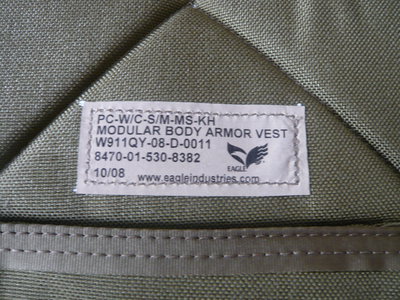 PC-W/C-S/M-MS-KH
MODULAR BODY ARMOR VEST
W911QY-08-D-0011
8470-01-530-8382
EAGLE
10/08
www.eagleindustries.com